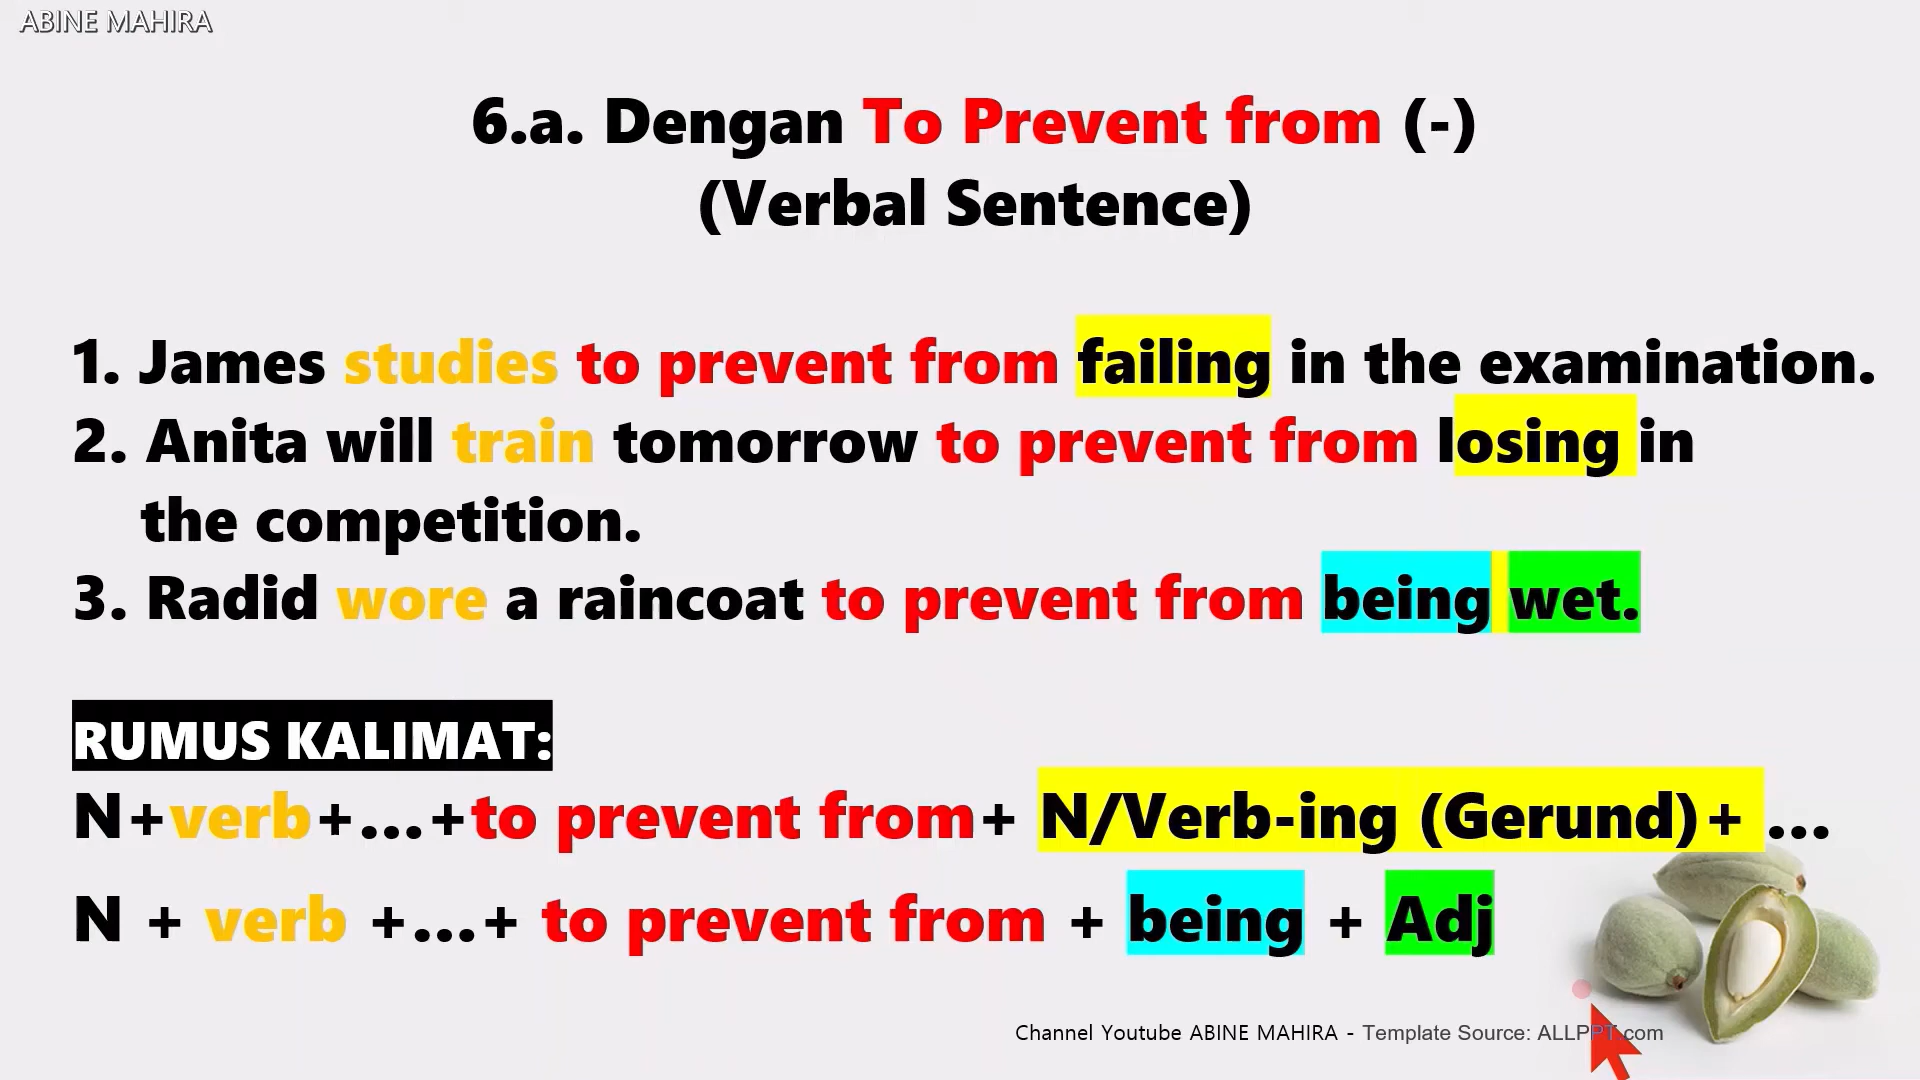 ABINE MAHIRA
6.a. Dengan To Prevent from (-)
(Verbal Sentence)
1. James studies to prevent from failing in the examination.
2. Anita will train tomorrow to prevent from losing in
the competition.
3. Radid wore a raincoat to prevent from being wet.
RUMUS KALIMAT:
N+verb+...+to prevent from+ N/Verb-ing (Gerund)+ ...
N + verb +...+ to prevent from + being + Adj
Channel Youtube ABINE MAHIRA - Template Source: ALLPPT.com